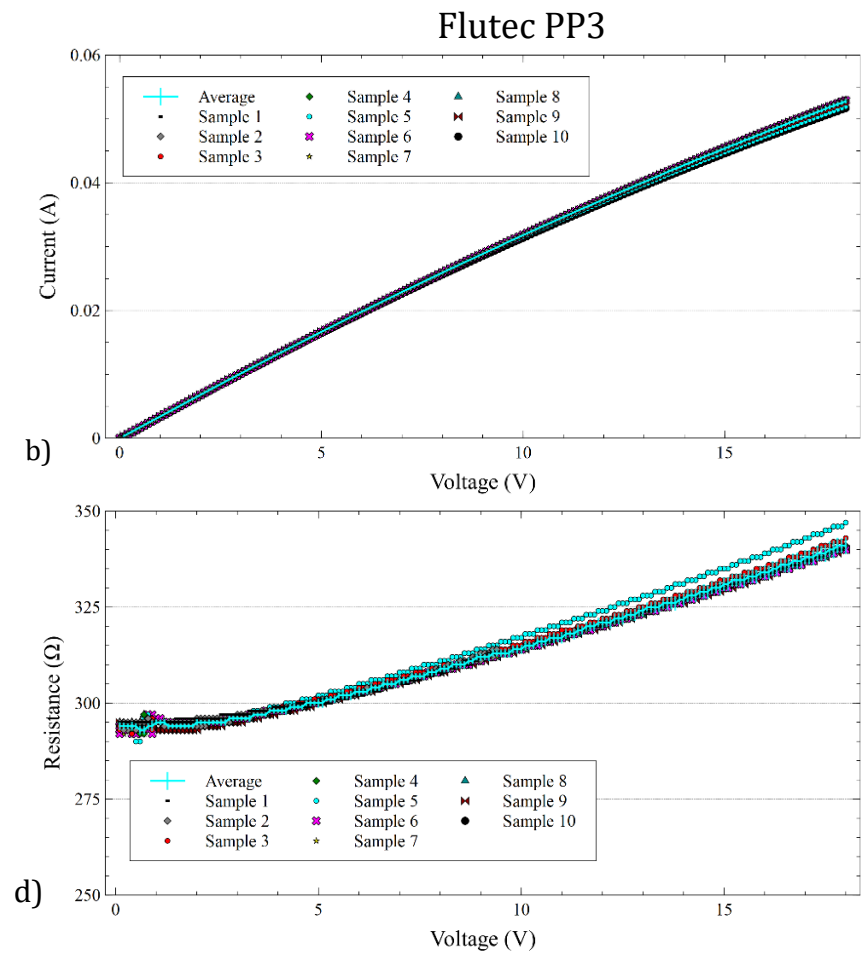 Flutec PP3
0.06
0.04
0.02
0
Current (A)
Average
Sample 1
Sample 2
Sample 3
Sample 4
Sample 5
Sample 6
Sample 7
Sample 8
Sample 9
Sample 10
0 5 10 15
Voltage (V)
b)
350
325
300
275
250
Resistance (Ω)
Average
Sample 1
Sample 2
Sample 3
Sample 4
Sample 5
Sample 6
Sample 7
Sample 8
Sample 9
Sample 10
0 5 10 15
Voltage (V)
d)